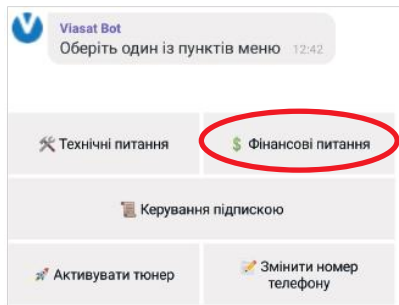 Viasat Bot
Оберіть один із пунктів меню 12:42
🛠 Технічні питання
💲 Фінансові питання
📜 Керування підпискою
🚀 Активувати тюнер
📝 Змінити номер
телефону